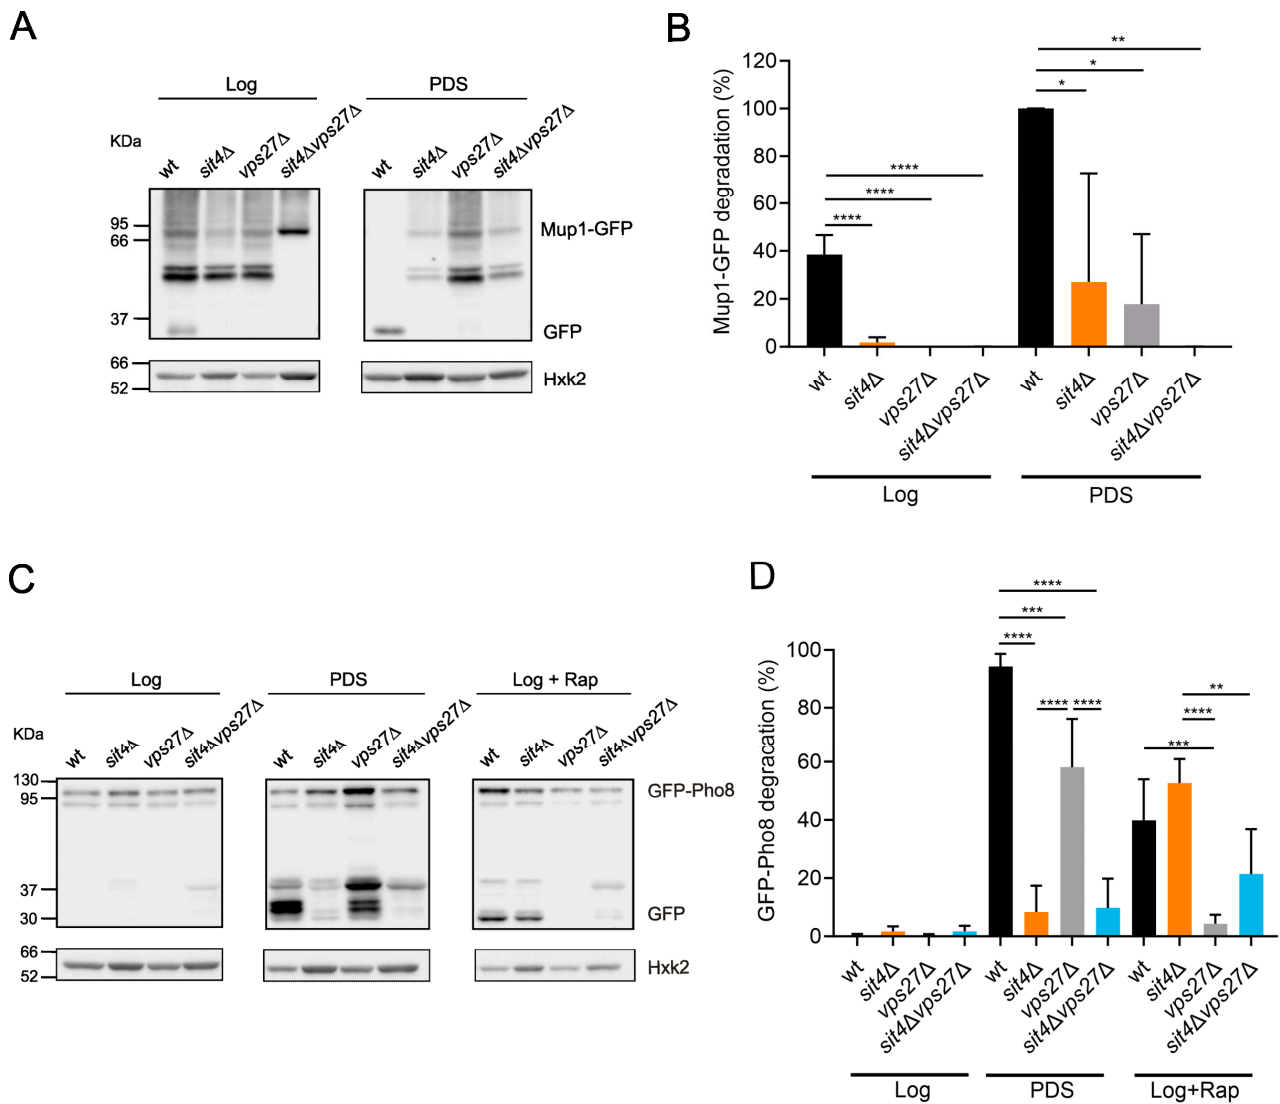 A
Log
PDS
KDa
wt
sit4Δ
vps27Δ
sit4Δvps27Δ
wt
sit4Δ
vps27Δ
sit4Δvps27Δ
95
66
37
66
52
Mup1-GFP
GFP
Hxk2
B
Mup1-GFP degradation (%)
120
100
80
60
40
20
0
****
****
****
**
*
*
wt
sit4Δ
vps27Δ
sit4Δvps27Δ
wt
sit4Δ
vps27Δ
sit4Δvps27Δ
Log
PDS
C
Log
PDS
Log + Rap
KDa
wt
sit4Δ
vps27Δ
sit4Δvps27Δ
wt
sit4Δ
vps27Δ
sit4Δvps27Δ
wt
sit4Δ
vps27Δ
sit4Δvps27Δ
130
95
37
30
66
52
GFP-Pho8
GFP
Hxk2
D
GFP-Pho8 degradation (%)
100
80
60
40
20
0
****
***
****
**** ****
**
****
***
wt
sit4Δ
vps27Δ
sit4Δvps27Δ
wt
sit4Δ
vps27Δ
sit4Δvps27Δ
wt
sit4Δ
vps27Δ
sit4Δvps27Δ
Log
PDS
Log+Rap